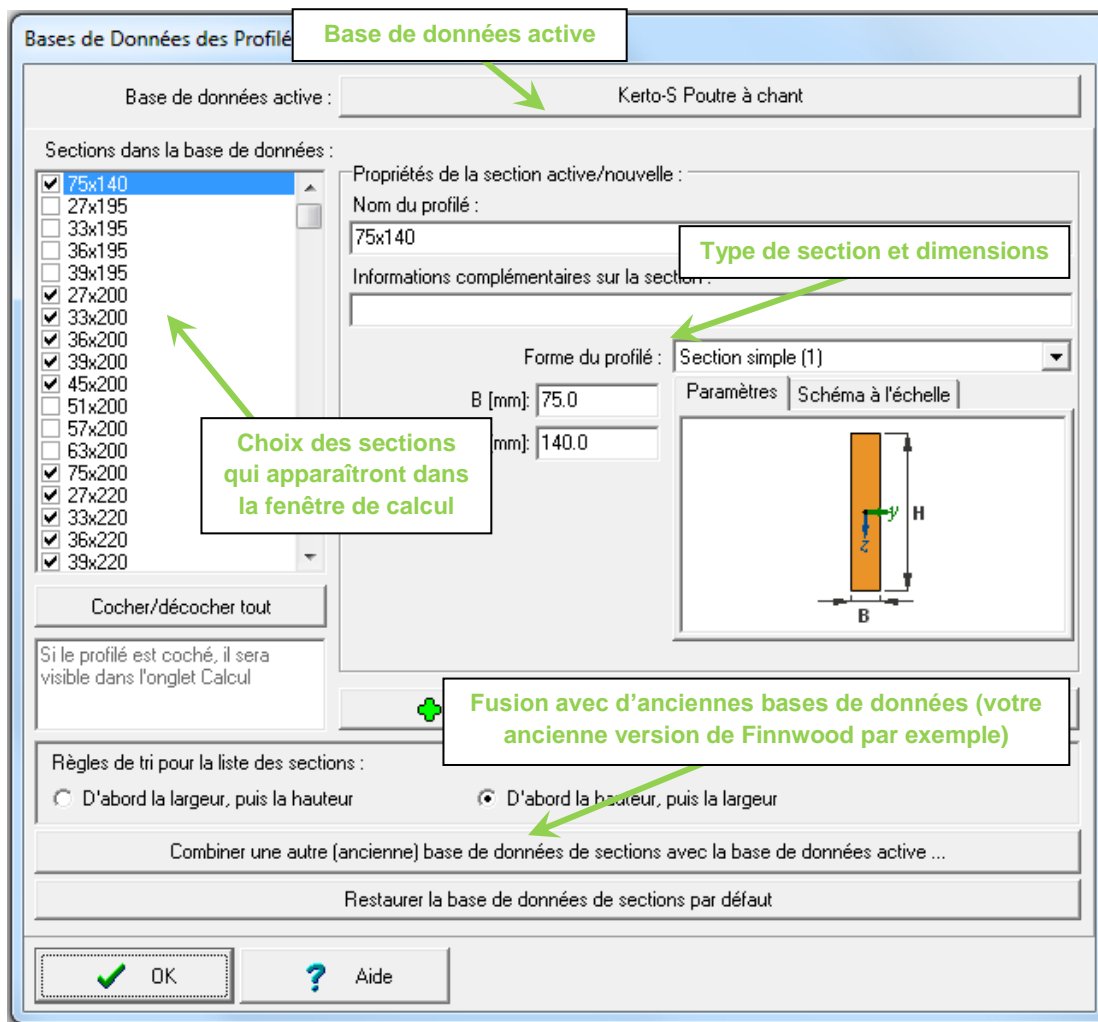 Bases de Données des Profilé
Base de données active
Base de données active :
Kerto-S Poutre à chant
Sections dans la base de données :
75x140
27x195
33x195
36x195
39x195
27x200
33x200
36x200
39x200
45x200
51x200
57x200
63x200
75x200
27x220
33x220
36x220
39x220
Choix des sections
qui apparaîtront dans
la fenêtre de calcul
Cocher/décocher tout
Si le profilé est coché, il sera
visible dans l'onglet Calcul
Propriétés de la section active/nouvelle :
Nom du profilé :
75x140
Type de section et dimensions
Informations complémentaires sur la section :
Forme du profilé :
Section simple (1)
B [mm]:
75.0
[mm]:
140.0
Paramètres
Schéma à l'échelle
y
z
H
B
Fusion avec d'anciennes bases de données (votre
ancienne version de Finnwood par exemple)
Règles de tri pour la liste des sections :
D'abord la largeur, puis la hauteur
D'abord la hauteur, puis la largeur
Combiner une autre (ancienne) base de données de sections avec la base de données active ...
Restaurer la base de données de sections par défaut
OK
? Aide